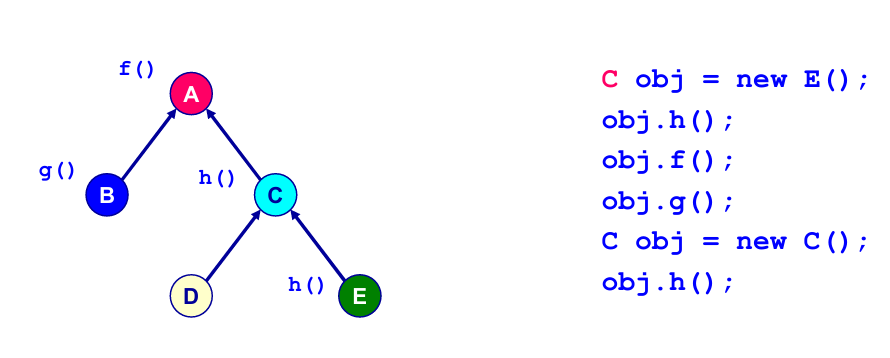 f()
A
g()
B
h()
C
D
h()
E
C obj = new E();
obj.h();
obj.f();
obj.g();
C obj = new C();
obj.h();